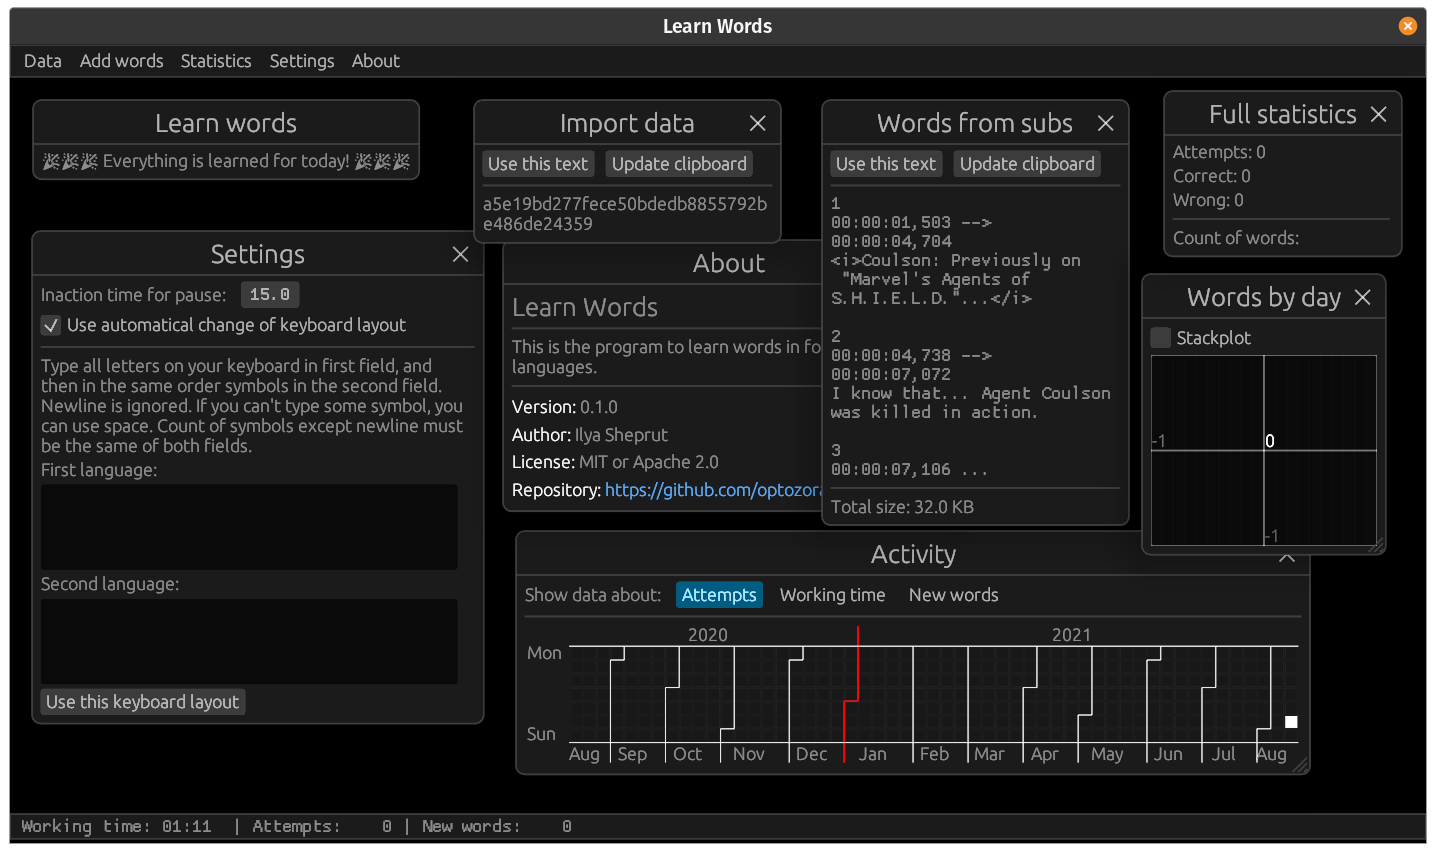 Learn Words
Data Add words Statistics Settings About
Learn words
Everything is learned for today!
Import data
Use this text Update clipboard
a5e19bd277fece50bdedb8855792b
e486de24359
Words from subs
Use this text Update clipboard
1
00:00:01,503 -->
00:00:04,704
<i>Coulson: Previously on
"Marvel's Agents of
S.H.I.E.L.D."...</i>
2
00:00:04,738 -->
00:00:07,072
I know that... Agent Coulson
was killed in action.
3
00:00:07,106 ...
Total size: 32.0 KB
Full statistics
Attempts: 0
Correct: 0
Wrong: 0
Count of words:
Settings
Inaction time for pause: 15.0
Use automatical change of keyboard layout
Type all letters on your keyboard in first field, and
then in the same order symbols in the second field.
Newline is ignored. If you can't type some symbol, you
can use space. Count of symbols except newline must
be the same of both fields.
First language:
Second language:
Use this keyboard layout
About
Learn Words
This is the program to learn words in fo
languages.
Version: 0.1.0
Author: Ilya Sheprut
License: MIT or Apache 2.0
Repository: https://github.com/optozora
Words by day
Stackplot
-1 0
-1
Activity
Show data about: Attempts Working time New words
2020 2021
Mon
Sun
Aug Sep Oct Nov Dec Jan Feb Mar Apr May Jun Jul Aug
Working time: 01:11 | Attempts: 0 | New words: 0